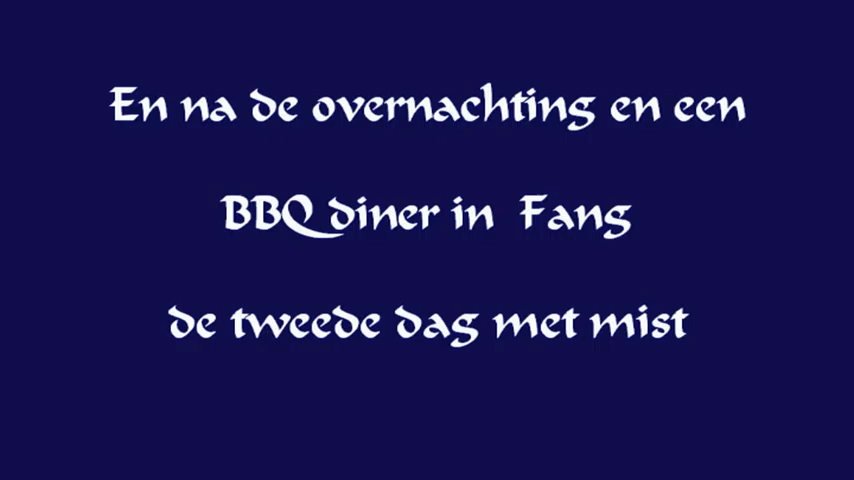 En na de overnachting en een
BBQ diner in Fang
de tweede dag met mist